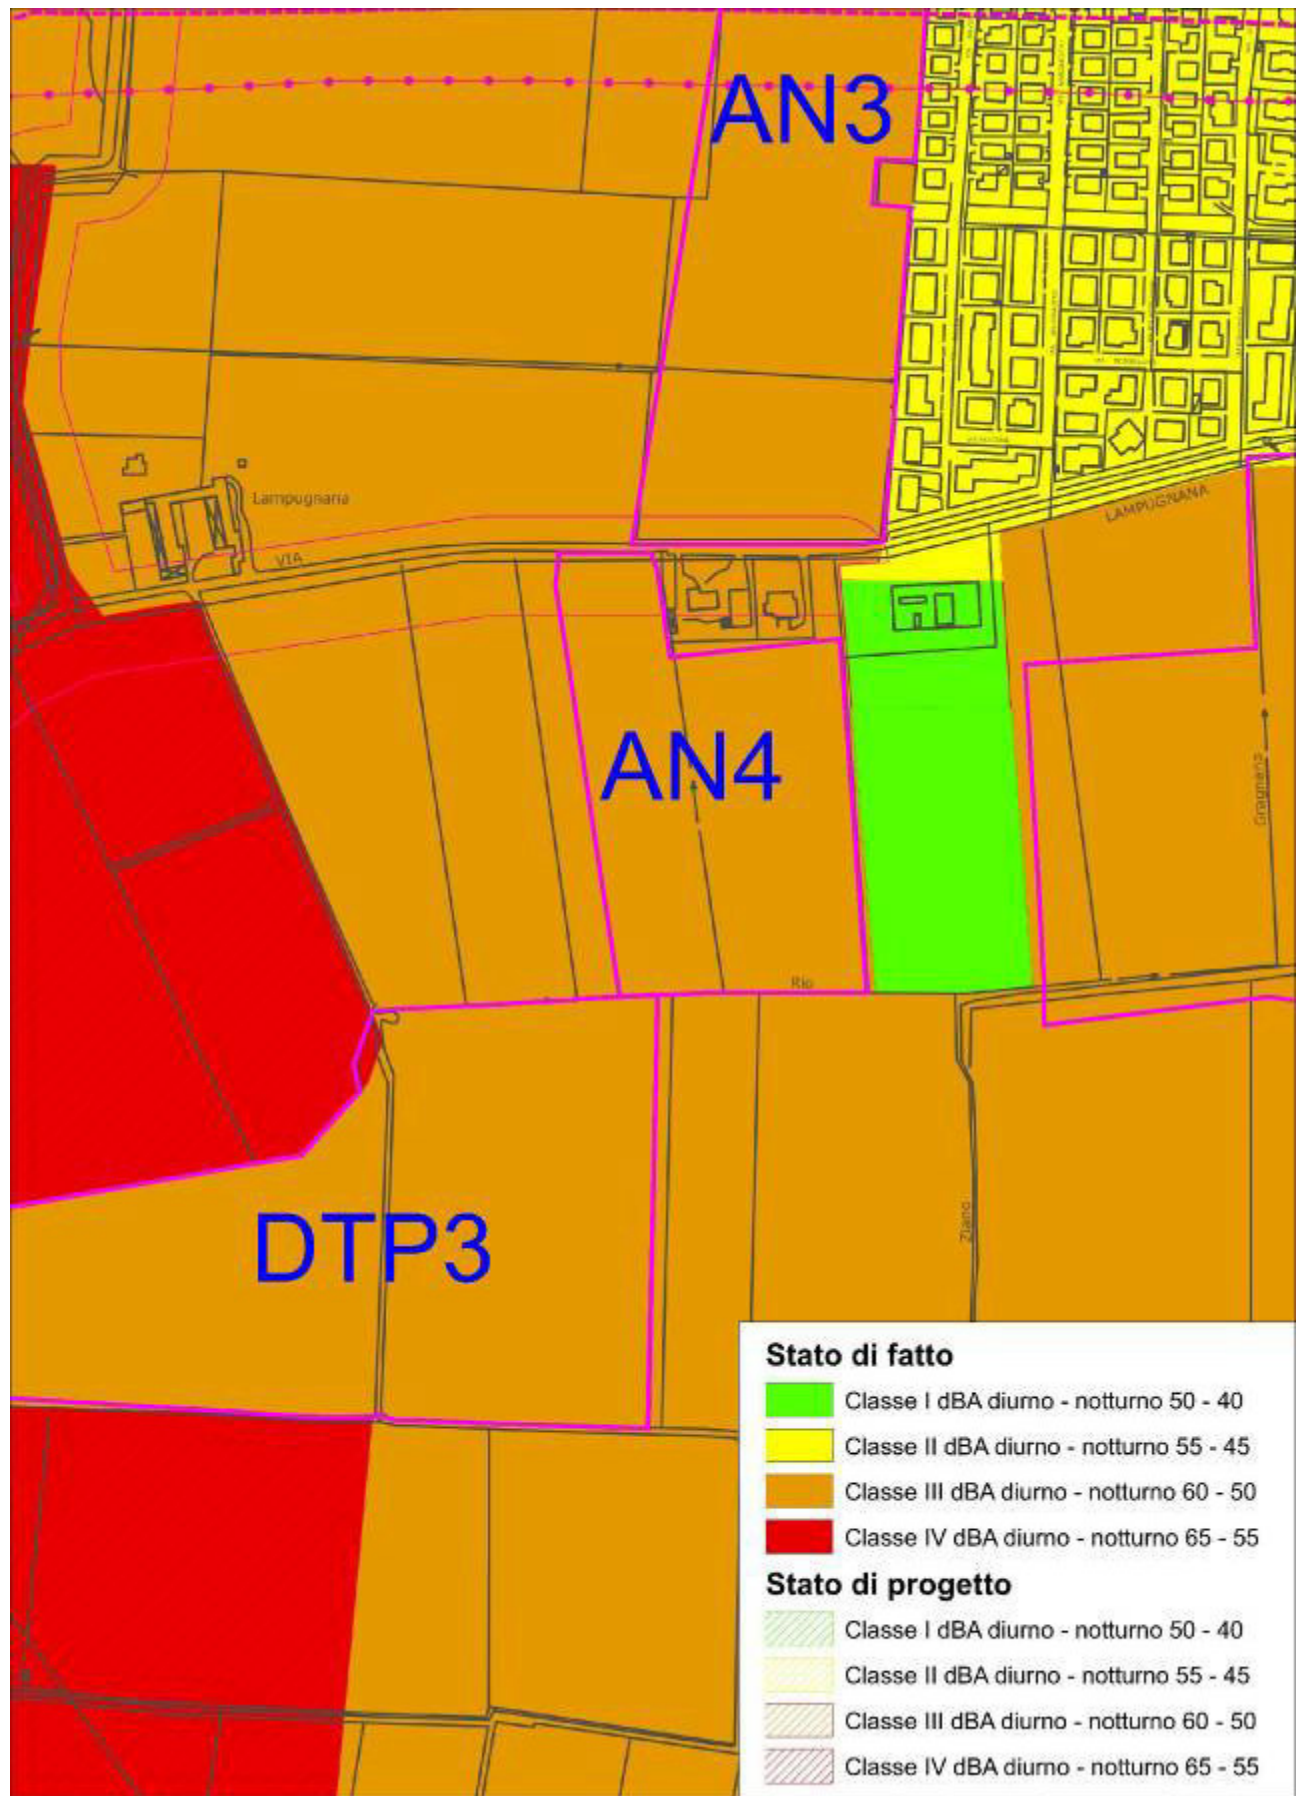 AN3
Lampugnana
VIA
LAMPUGNANA
AN4
Gragnana
Rio
DTP3
Ziano
Stato di fatto
Classe I dBA diurno - notturno 50 - 40
Classe II dBA diurno - notturno 55 - 45
Classe III dBA diurno - notturno 60 - 50
Classe IV dBA diurno - notturno 65 - 55
Stato di progetto
Classe I dBA diurno - notturno 50 - 40
Classe II dBA diurno - notturno 55 - 45
Classe III dBA diurno - notturno 60 - 50
Classe IV dBA diurno - notturno 65 - 55